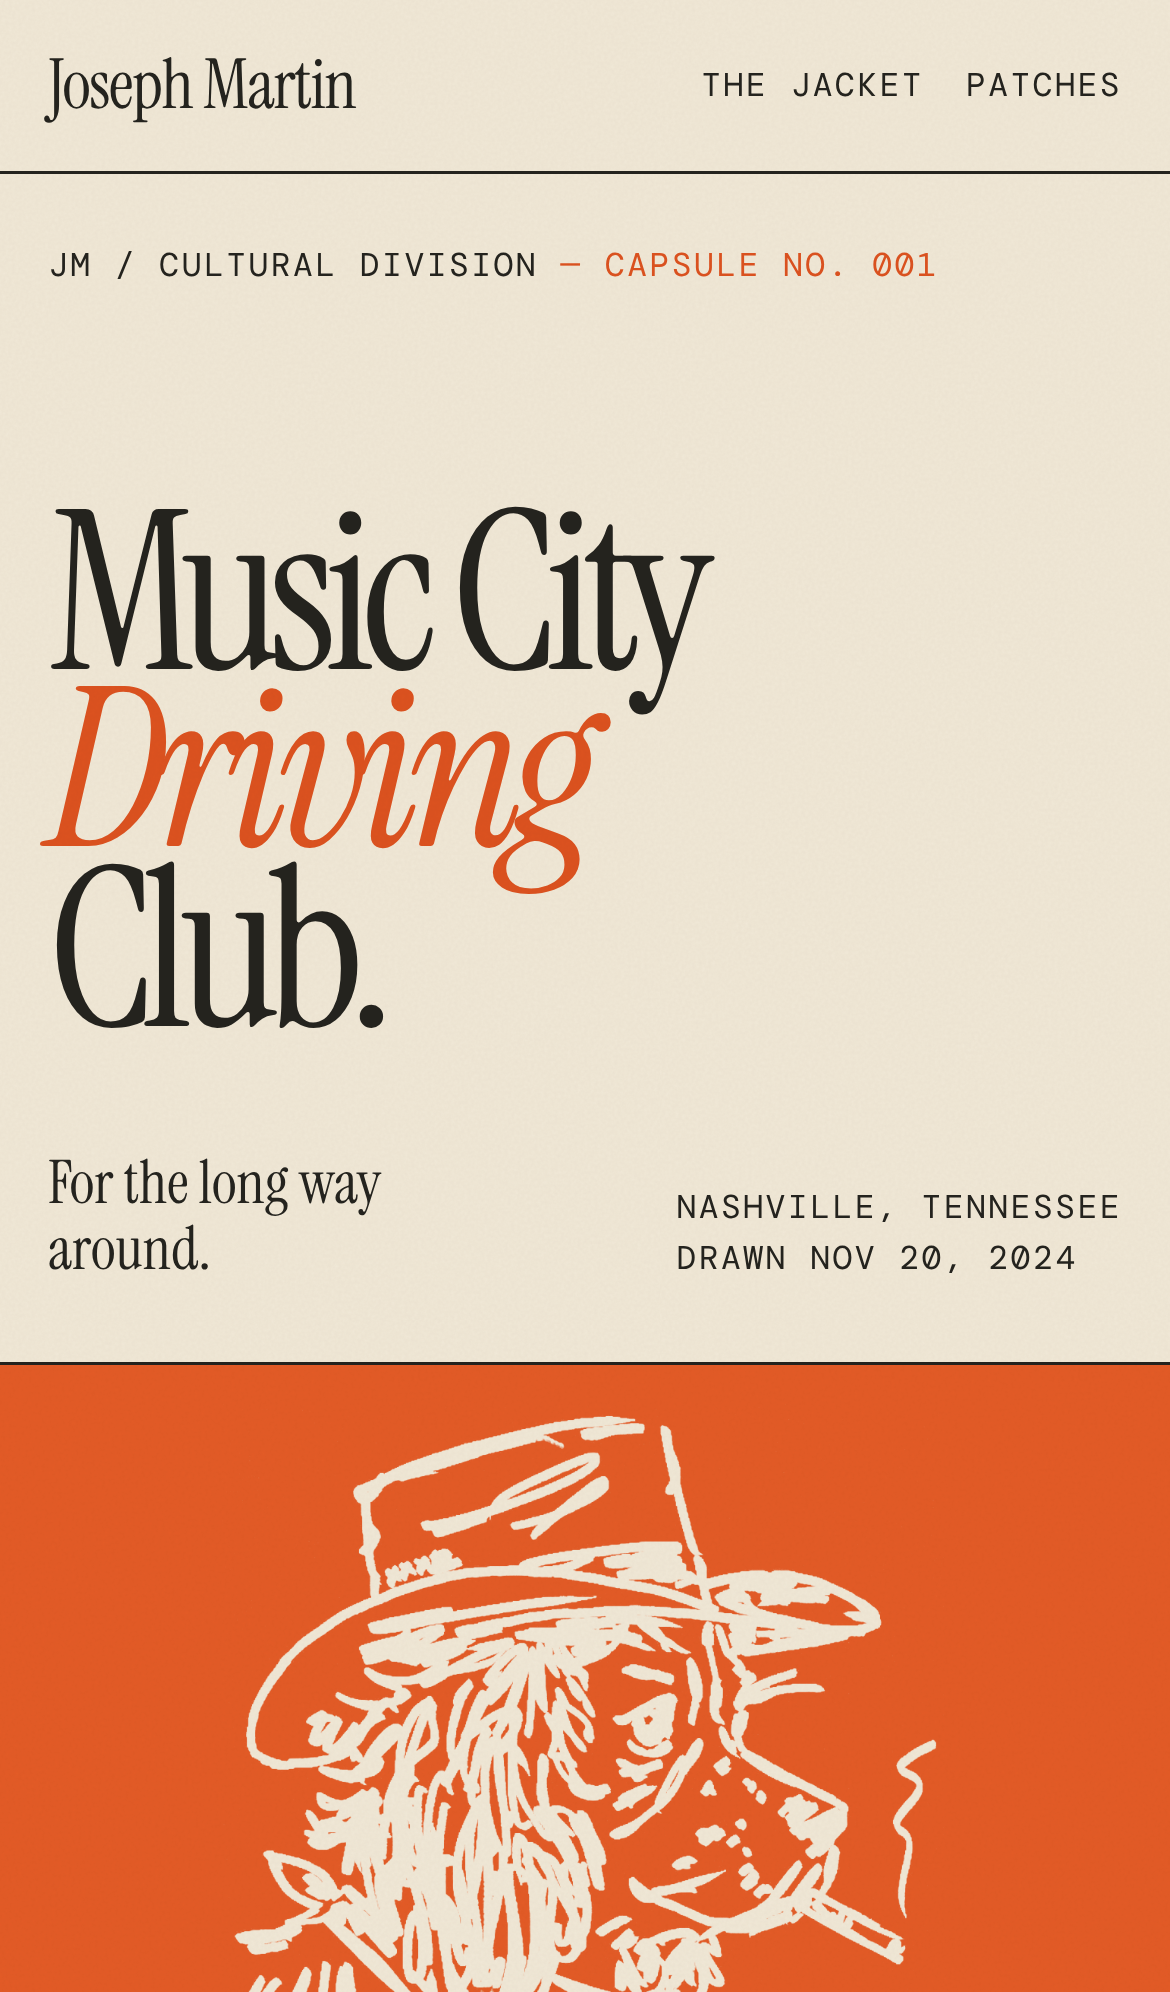 Joseph Martin
THE JACKET PATCHES
JM / CULTURAL DIVISION — CAPSULE NO. 001
Music City
Driving
Club.
For the long way
around.
NASHVILLE, TENNESSEE
DRAWN NOV 20, 2024